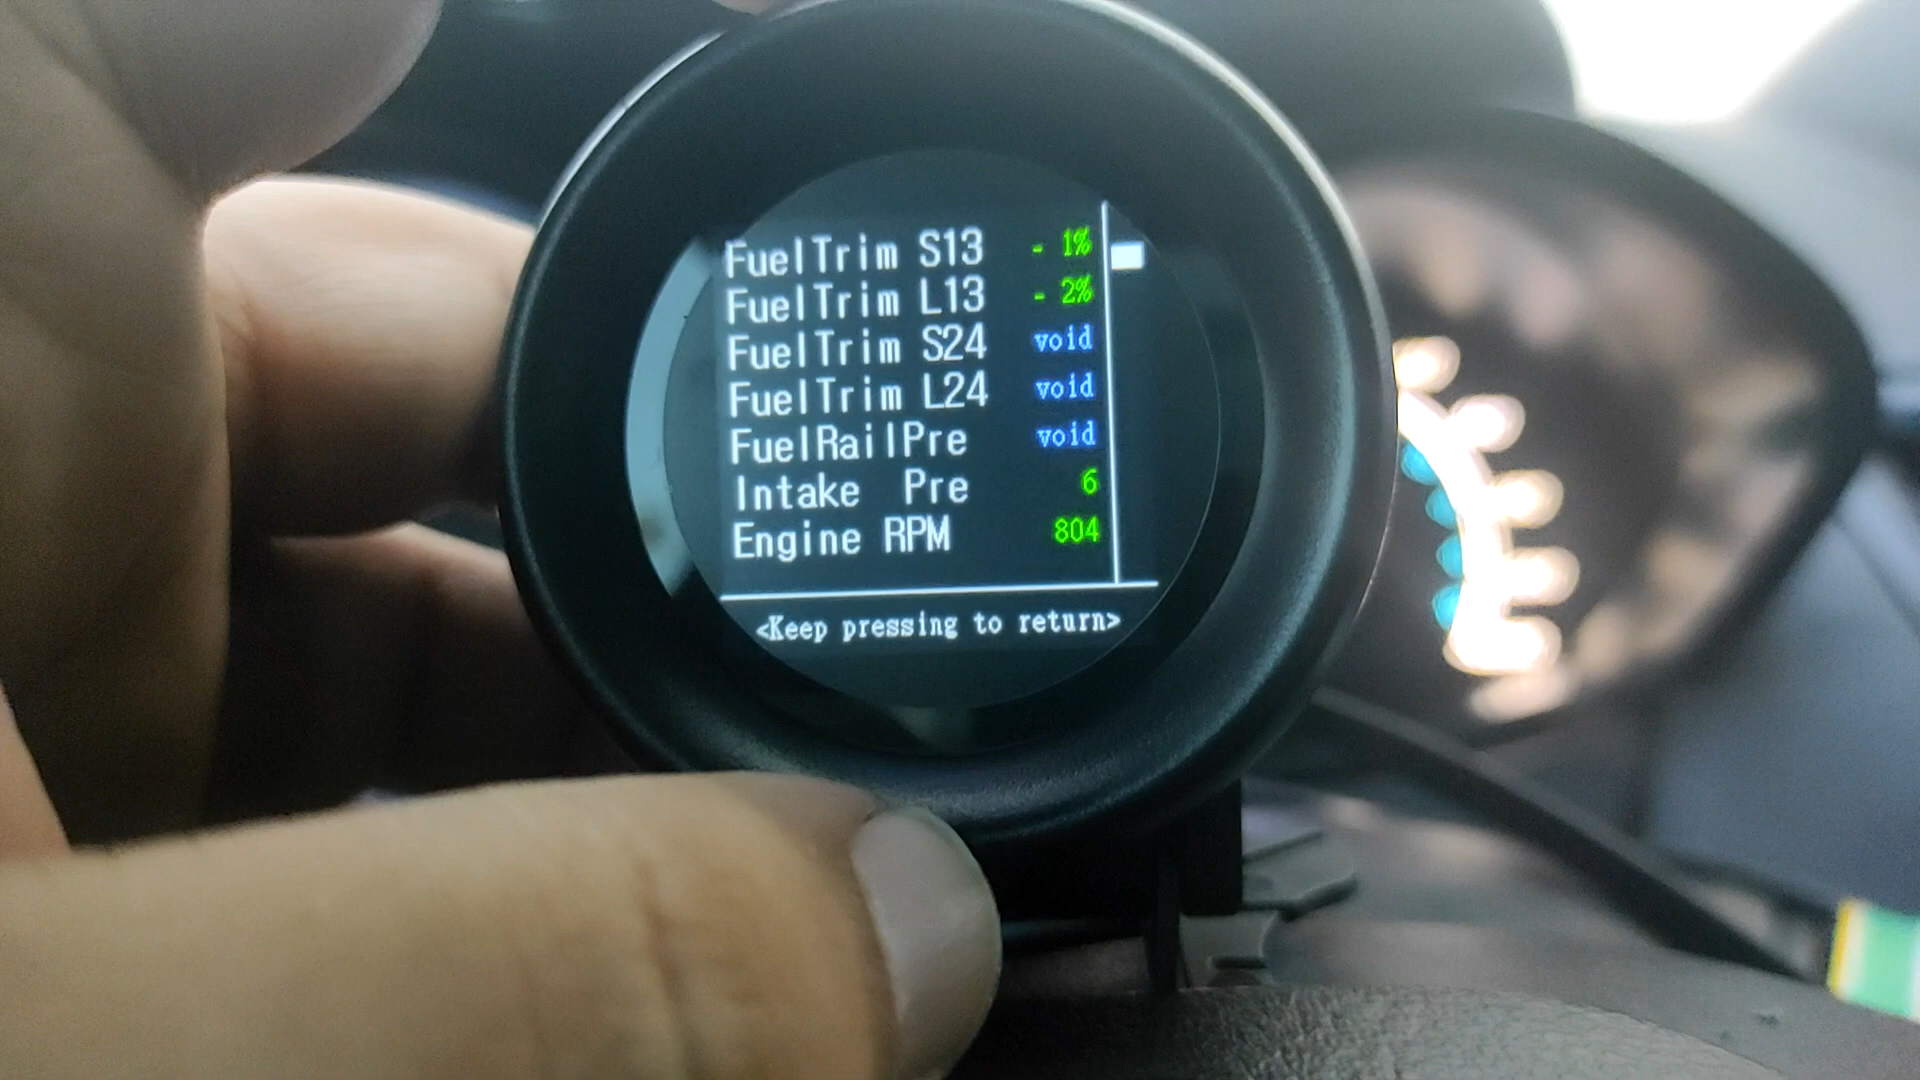 FuelTrim S13 - 1%
FuelTrim L13 - 2%
FuelTrim S24 void
FuelTrim L24 void
FuelRailPre void
Intake Pre 6
Engine RPM 804
<Keep pressing to return>